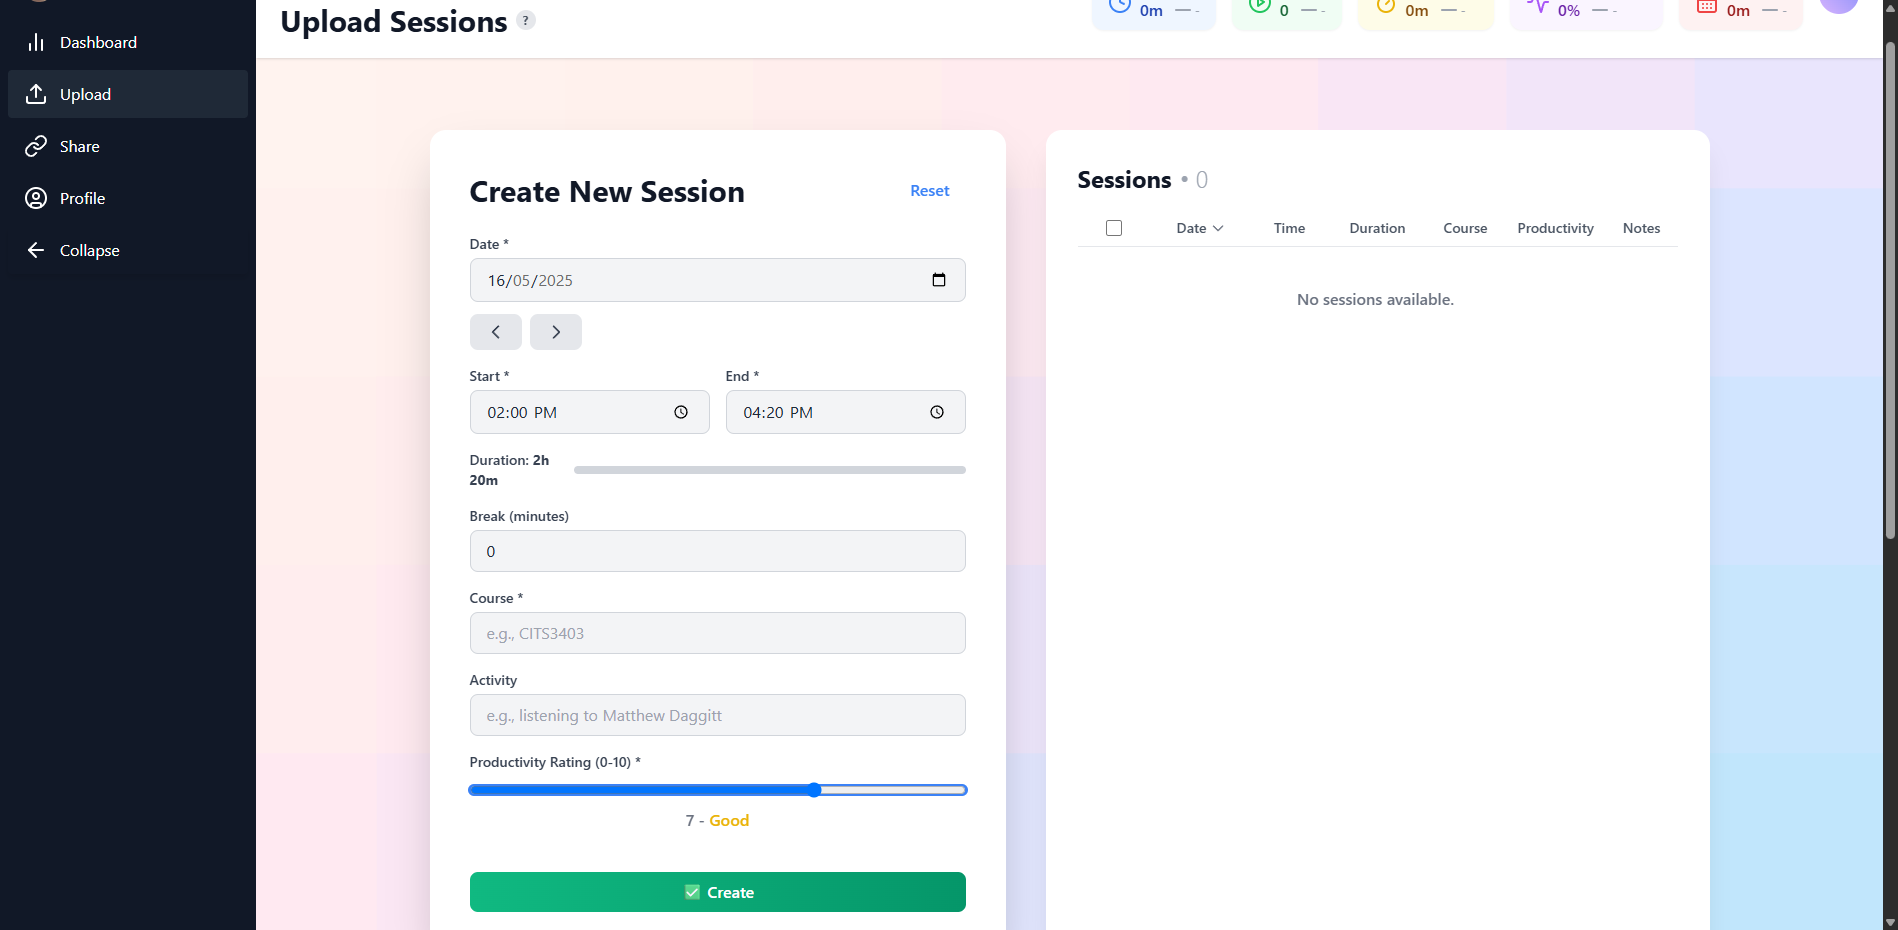 Dashboard
Upload
Share
Profile
Collapse
Upload Sessions ?
0m — -
0 — -
0m — -
0% — -
0m — -
Create New Session
Reset
Date *
16/05/2025
Start *
End *
02:00 PM
04:20 PM
Duration: 2h
20m
Break (minutes)
0
Course *
e.g., CITS3403
Activity
e.g., listening to Matthew Daggitt
Productivity Rating (0-10) *
7 - Good
✅ Create
Sessions • 0
Date Time Duration Course Productivity Notes
No sessions available.